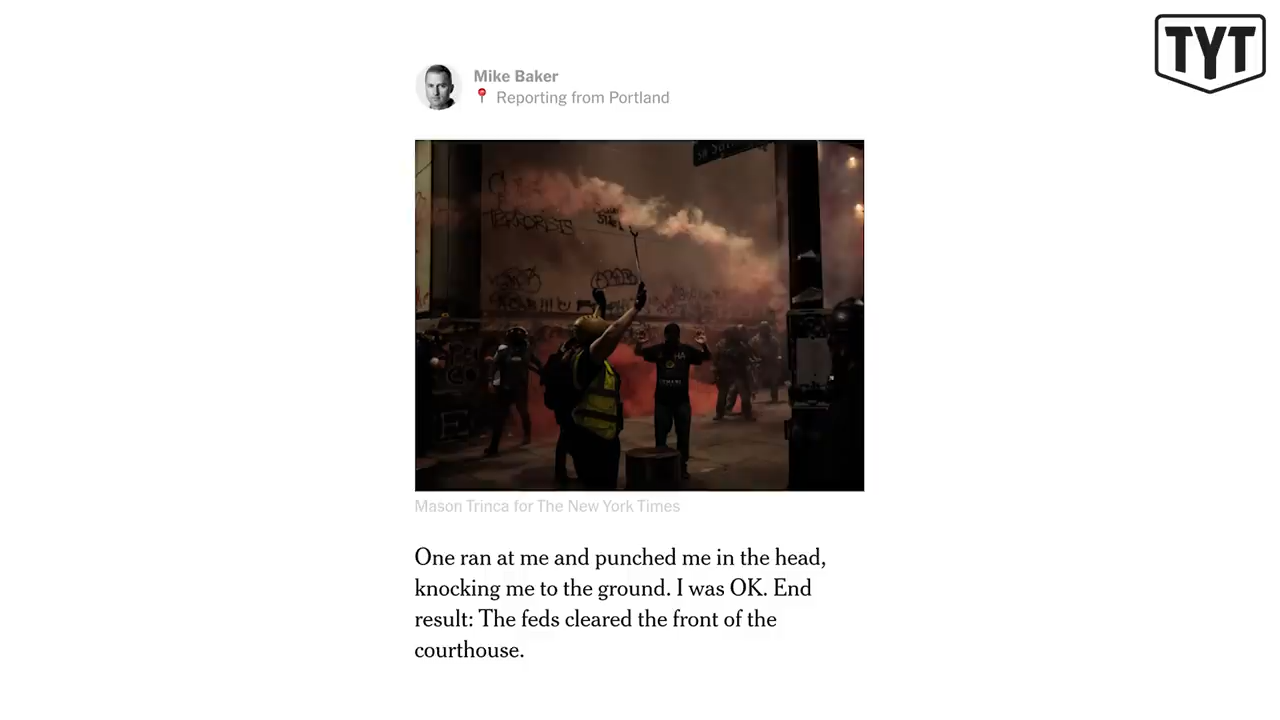 TYT
Mike Baker
Reporting from Portland
TERRORISTS
Mason Trinca for The New York Times
One ran at me and punched me in the head,
knocking me to the ground. I was OK. End
result: The feds cleared the front of the
courthouse.